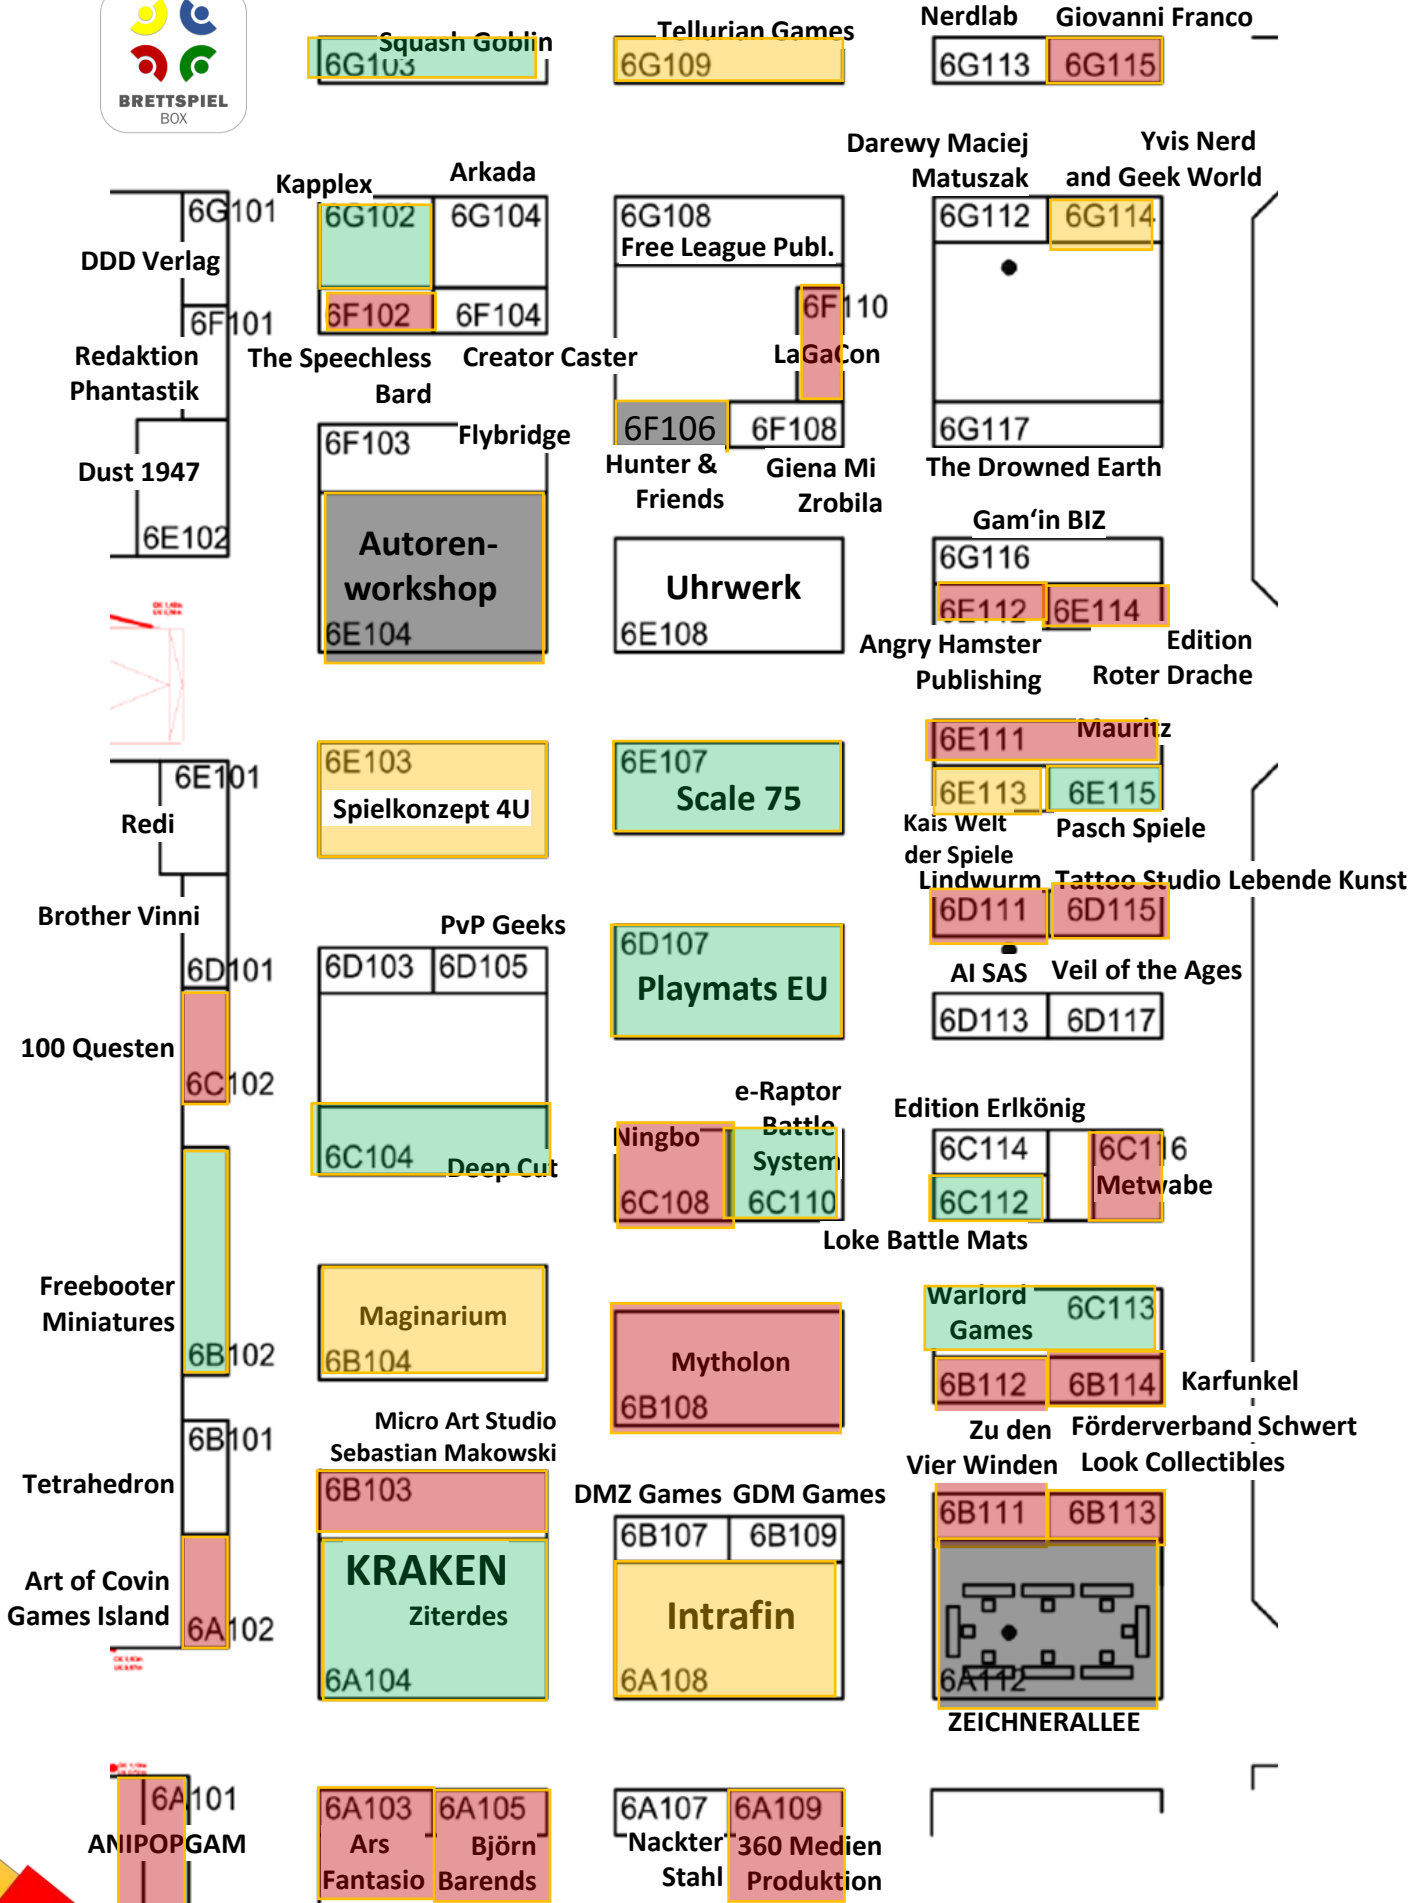 BRETTSPIEL
BOX
Squash Goblin
6G103
Tellurian Games
6G109
Nerdlab
6G113
Giovanni Franco
6G115
6G101
DDD Verlag
6F101
Redaktion
Phantastik
Dust 1947
6E102
Kapplex
6G102
Arkada
6G104
6F102
6F104
The Speechless
Bard
Creator Caster
6G108
Free League Publ.
6F110
LaGaCon
6F106
6F108
Hunter &
Friends
Giena Mi
Zrobila
Darewy Maciej
Matuszak
6G112
Yvis Nerd
and Geek World
6G114
6G117
The Drowned Earth
6F103
Flybridge
Autoren-
workshop
6E104
Uhrwerk
6E108
Gam‘in BIZ
6G116
6E112
6E114
Angry Hamster
Publishing
Edition
Roter Drache
6E101
Redi
Brother Vinni
6D101
100 Questen
6C102
6E103
Spielkonzept 4U
6E107
Scale 75
6E111
Mauritz
6E113
6E115
Kais Welt
der Spiele
Pasch Spiele
Lindwurm
6D111
Tattoo Studio Lebende Kunst
6D115
AI SAS
6D113
Veil of the Ages
6D117
PvP Geeks
6D103
6D105
6C104
Deep Cut
6D107
Playmats EU
Ningbo
6C108
e-Raptor
Battle
System
6C110
Edition Erlkönig
6C114
6C116
Metwabe
6C112
Loke Battle Mats
Freebooter
Miniatures
6B102
Maginarium
6B104
Mytholon
6B108
Warlord
Games
6C113
6B112
6B114
Karfunkel
Zu den
Vier Winden
Förderverband Schwert
Look Collectibles
6B101
Tetrahedron
Art of Covin
Games Island
6A102
Micro Art Studio
Sebastian Makowski
6B103
KRAKEN
Ziterdes
6A104
DMZ Games
GDM Games
6B107
6B109
Intrafin
6A108
6B111
6B113
6A112
ZEICHNERALLEE
6A101
ANIPOPGAM
6A103
Ars
Fantasio
6A105
Björn
Barends
6A107
Nackter
Stahl
6A109
360 Medien
Produktion